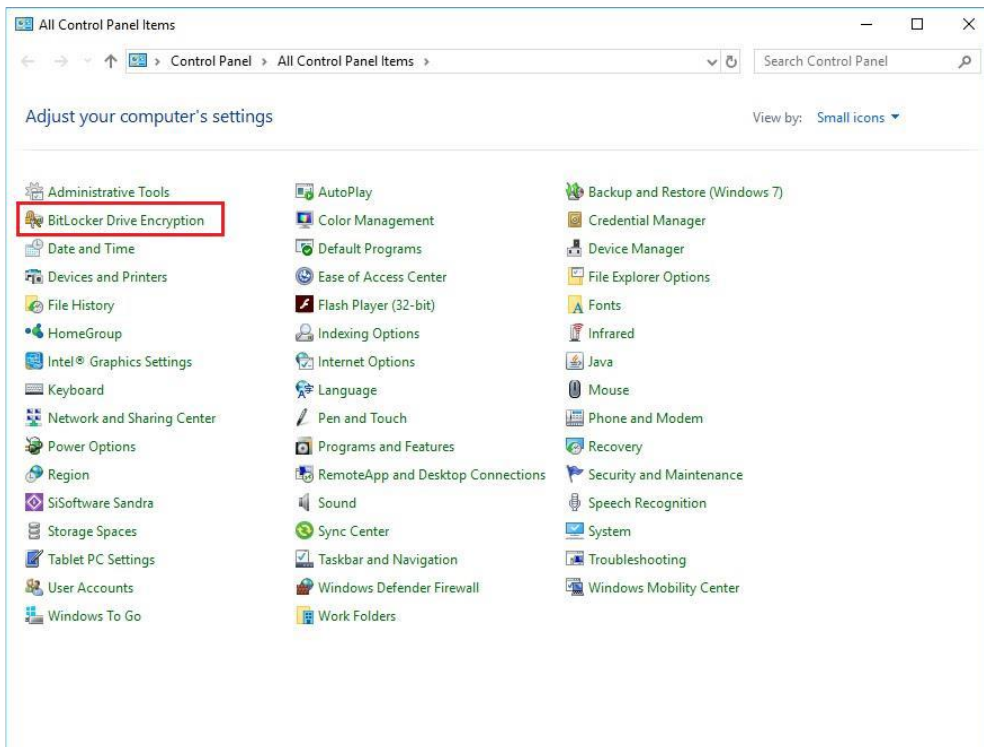 All Control Panel Items
Control Panel > All Control Panel Items >
Search Control Panel
Adjust your computer's settings
View by: Small icons
Administrative Tools
AutoPlay
Backup and Restore (Windows 7)
BitLocker Drive Encryption
Color Management
Credential Manager
Date and Time
Default Programs
Device Manager
Devices and Printers
Ease of Access Center
File Explorer Options
File History
Flash Player (32-bit)
Fonts
HomeGroup
Indexing Options
Infrared
Intel® Graphics Settings
Internet Options
Java
Keyboard
Language
Mouse
Network and Sharing Center
Pen and Touch
Phone and Modem
Power Options
Programs and Features
Recovery
Region
RemoteApp and Desktop Connections
Security and Maintenance
SiSoftware Sandra
Sound
Speech Recognition
Storage Spaces
Sync Center
System
Tablet PC Settings
Taskbar and Navigation
Troubleshooting
User Accounts
Windows Defender Firewall
Windows Mobility Center
Windows To Go
Work Folders